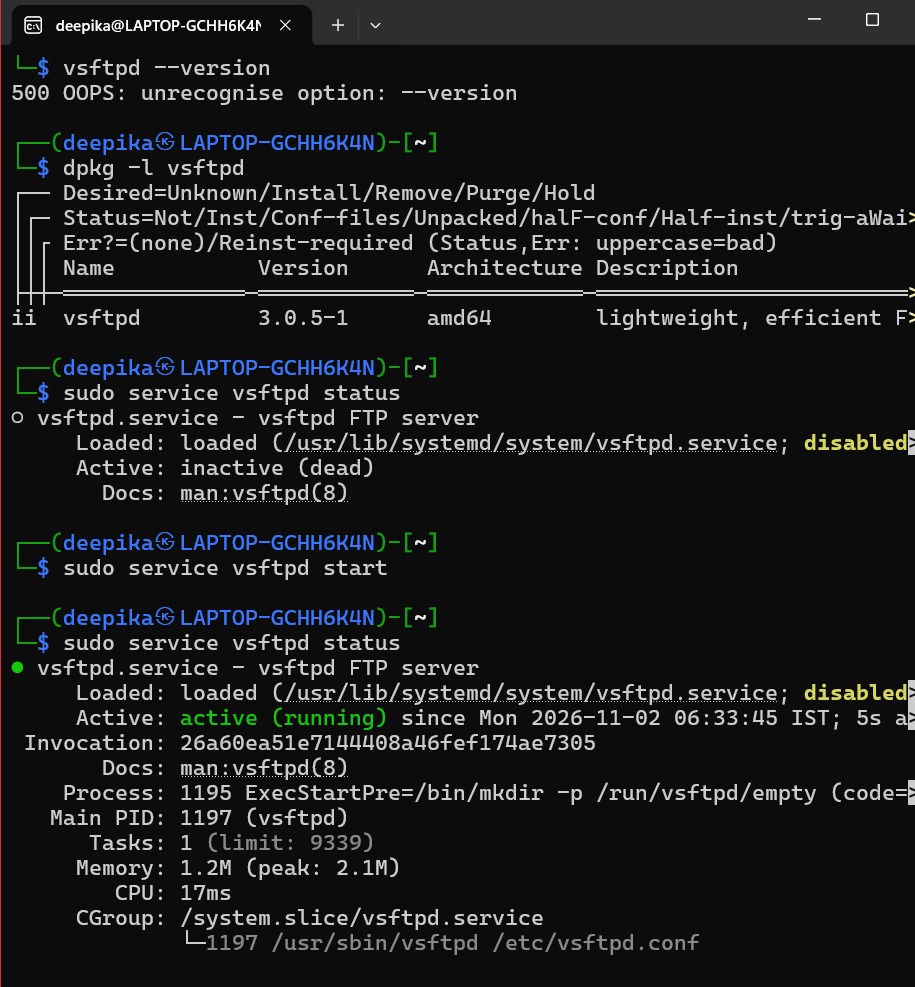 deepika@LAPTOP-GCHH6K4N
$ vsftpd --version
500 OOPS: unrecognise option: --version
(deepika㉿LAPTOP-GCHH6K4N)-[~]
$ dpkg -l vsftpd
Desired=Unknown/Install/Remove/Purge/Hold
Status=Not/Inst/Conf-files/Unpacked/halF-conf/Half-inst/trig-aWai>
Err?=(none)/Reinst-required (Status,Err: uppercase=bad)
Name Version Architecture Description
ii vsftpd 3.0.5-1 amd64 lightweight, efficient F>
(deepika㉿LAPTOP-GCHH6K4N)-[~]
$ sudo service vsftpd status
○ vsftpd.service - vsftpd FTP server
Loaded: loaded (/usr/lib/systemd/system/vsftpd.service; disabled>
Active: inactive (dead)
Docs: man:vsftpd(8)
(deepika㉿LAPTOP-GCHH6K4N)-[~]
$ sudo service vsftpd start
(deepika㉿LAPTOP-GCHH6K4N)-[~]
$ sudo service vsftpd status
● vsftpd.service - vsftpd FTP server
Loaded: loaded (/usr/lib/systemd/system/vsftpd.service; disabled>
Active: active (running) since Mon 2026-11-02 06:33:45 IST; 5s a>
Invocation: 26a60ea51e7144408a46fef174ae7305
Docs: man:vsftpd(8)
Process: 1195 ExecStartPre=/bin/mkdir -p /run/vsftpd/empty (code=>
Main PID: 1197 (vsftpd)
Tasks: 1 (limit: 9339)
Memory: 1.2M (peak: 2.1M)
CPU: 17ms
CGroup: /system.slice/vsftpd.service
└─1197 /usr/sbin/vsftpd /etc/vsftpd.conf